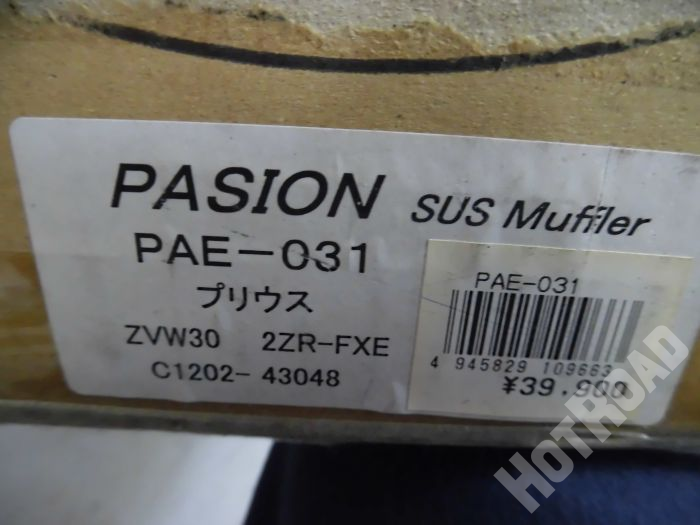 PASION SUS Muffler
PAE-031
プリウス
ZVW30 2ZR-FXE
C1202-43048
PAE-031
4 945829 109663
¥39,900
HOTROAD